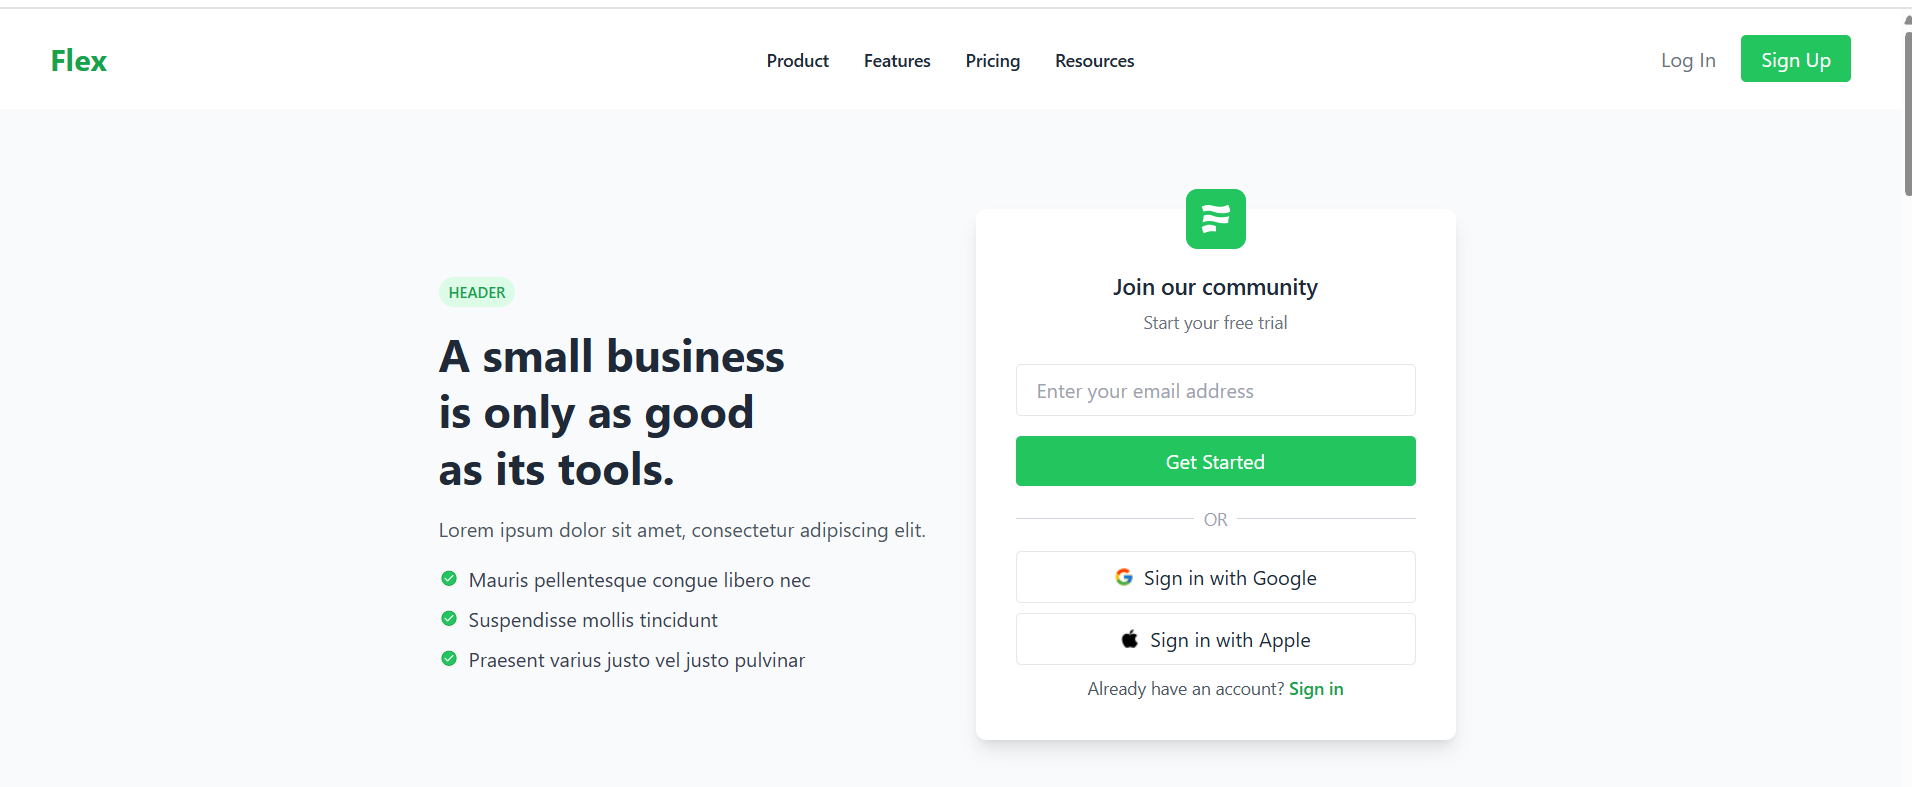 Flex
Product
Features
Pricing
Resources
Log In
Sign Up
HEADER
A small business
is only as good
as its tools.
Lorem ipsum dolor sit amet, consectetur adipiscing elit.
Mauris pellentesque congue libero nec
Suspendisse mollis tincidunt
Praesent varius justo vel justo pulvinar
Join our community
Start your free trial
Enter your email address
Get Started
OR
Sign in with Google
Sign in with Apple
Already have an account? Sign in